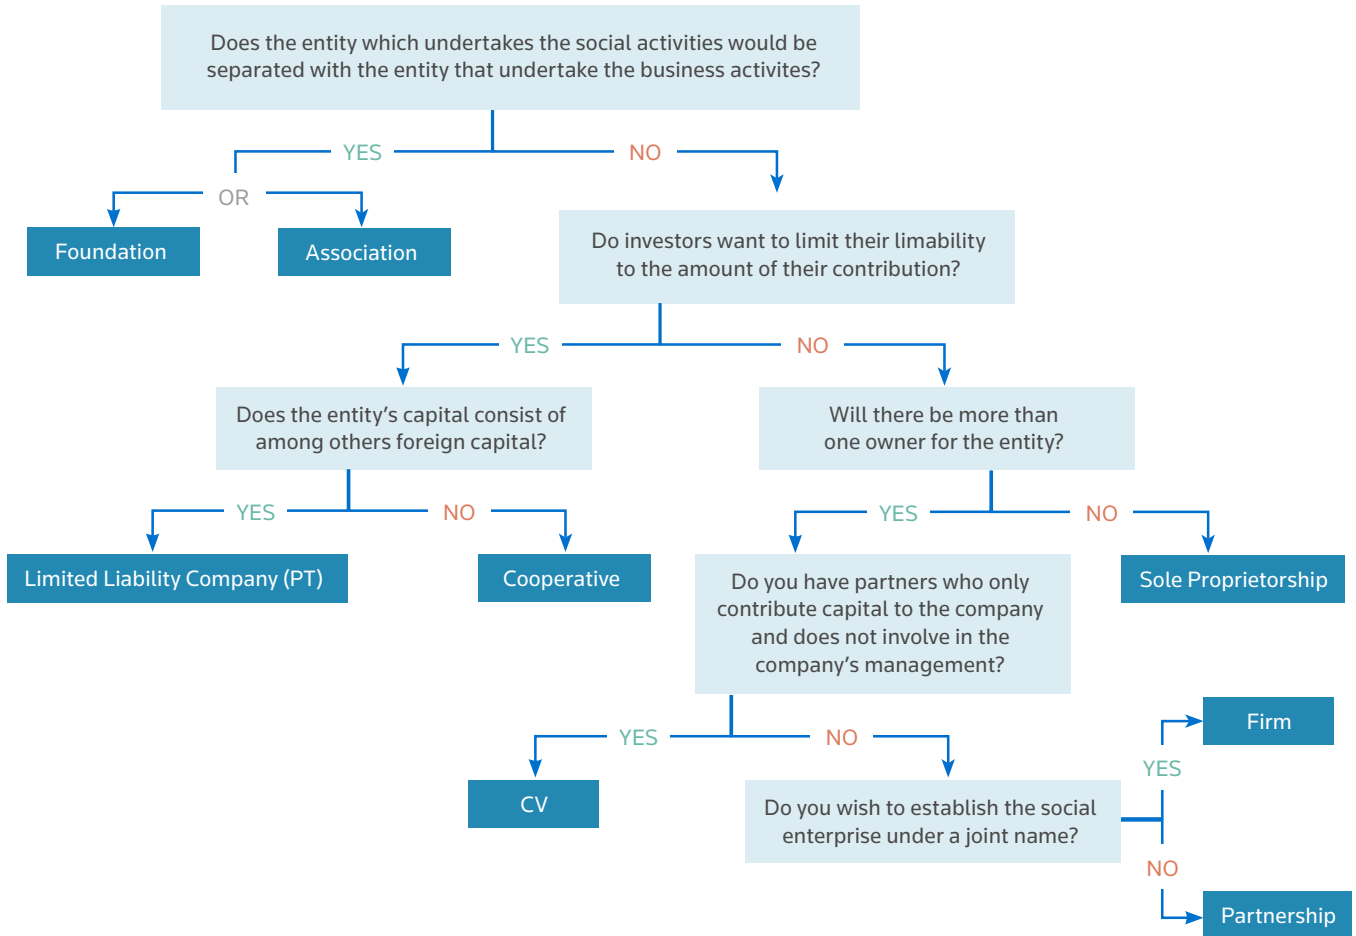 Does the entity which undertakes the social activities would be
separated with the entity that undertake the business activites?
YES
NO
OR
Foundation
Association
Do investors want to limit their limability
to the amount of their contribution?
YES
NO
Does the entity's capital consist of
among others foreign capital?
Will there be more than
one owner for the entity?
YES
NO
YES
NO
Limited Liability Company (PT)
Cooperative
Do you have partners who only
contribute capital to the company
and does not involve in the
company's management?
Sole Proprietorship
YES
NO
Firm
YES
CV
Do you wish to establish the social
enterprise under a joint name?
NO
Partnership